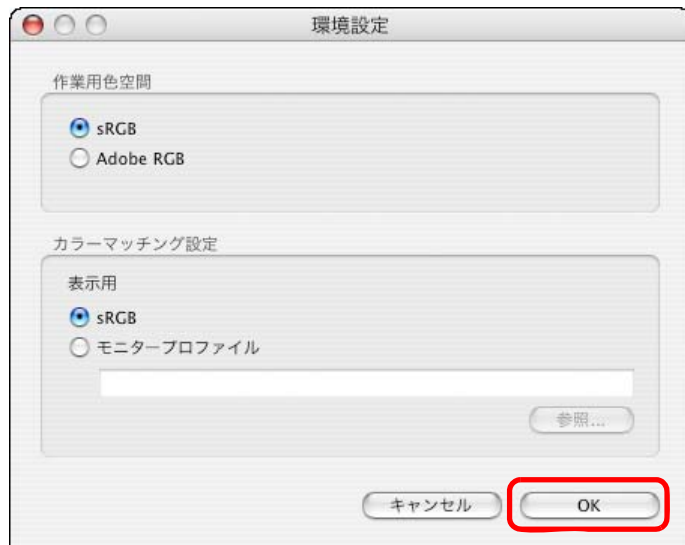 環境設定
作業用色空間
sRGB
Adobe RGB
カラーマッチング設定
表示用
sRGB
モニタープロファイル
参照...
キャンセル OK